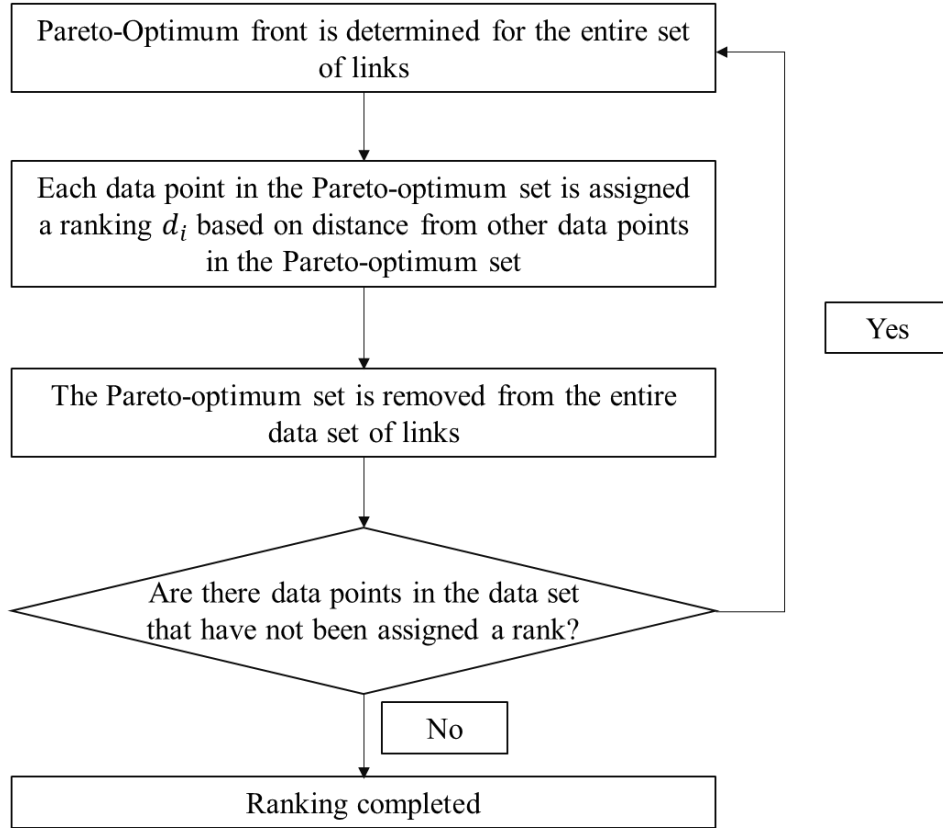 Pareto-Optimum front is determined for the entire set
of links
Each data point in the Pareto-optimum set is assigned
a ranking d_i based on distance from other data points
in the Pareto-optimum set
Yes
The Pareto-optimum set is removed from the entire
data set of links
Are there data points in the data set
that have not been assigned a rank?
No
Ranking completed